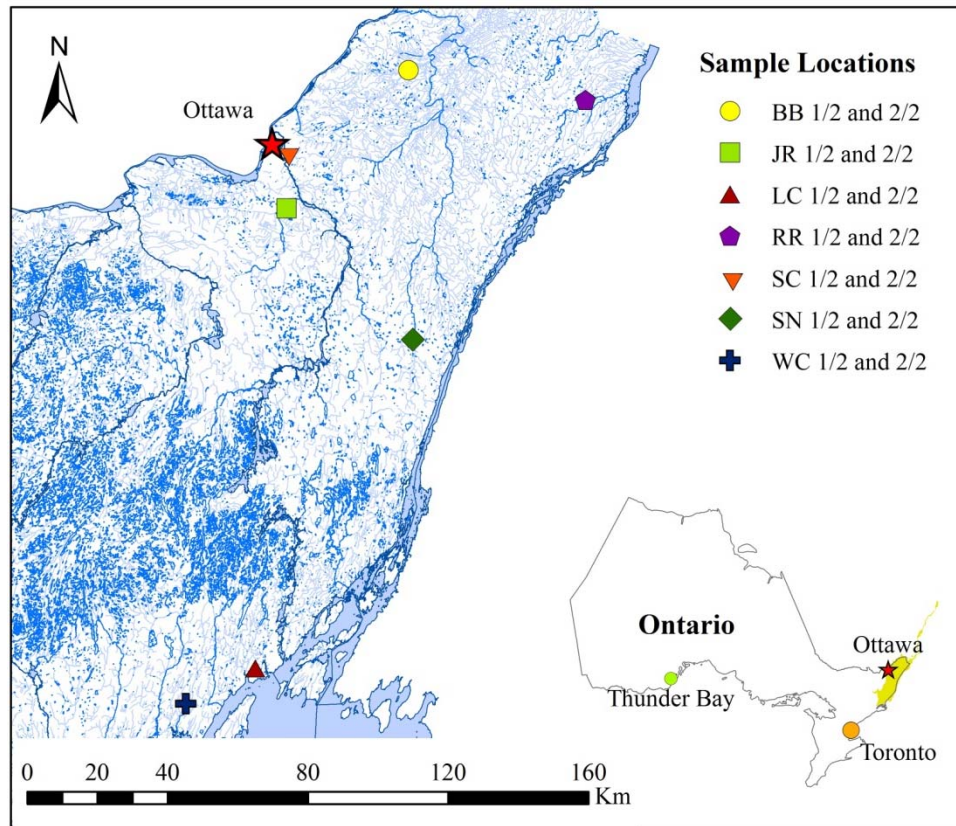 N
Ottawa
Sample Locations
BB 1/2 and 2/2
JR 1/2 and 2/2
LC 1/2 and 2/2
RR 1/2 and 2/2
SC 1/2 and 2/2
SN 1/2 and 2/2
WC 1/2 and 2/2
Ontario
Ottawa
Thunder Bay
Toronto
0 20 40 80 120 160
Km